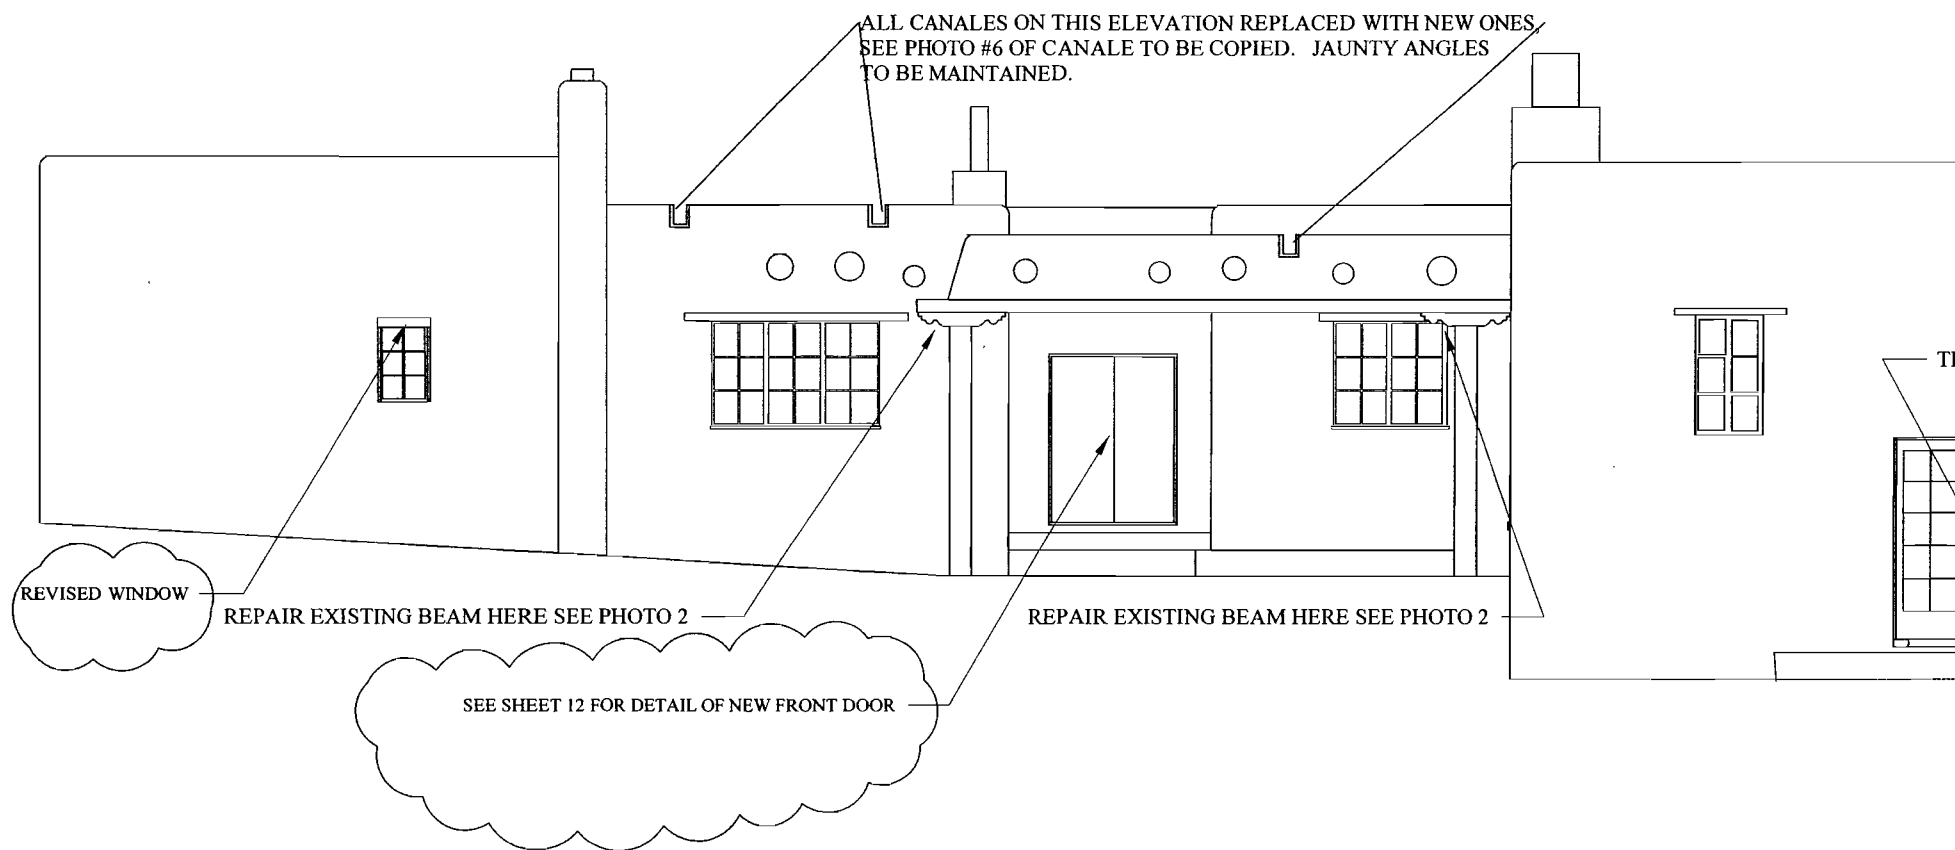 ALL CANALES ON THIS ELEVATION REPLACED WITH NEW ONES,
SEE PHOTO #6 OF CANALE TO BE COPIED. JAUNTY ANGLES
TO BE MAINTAINED.
REVISED WINDOW
REPAIR EXISTING BEAM HERE SEE PHOTO 2
REPAIR EXISTING BEAM HERE SEE PHOTO 2
SEE SHEET 12 FOR DETAIL OF NEW FRONT DOOR